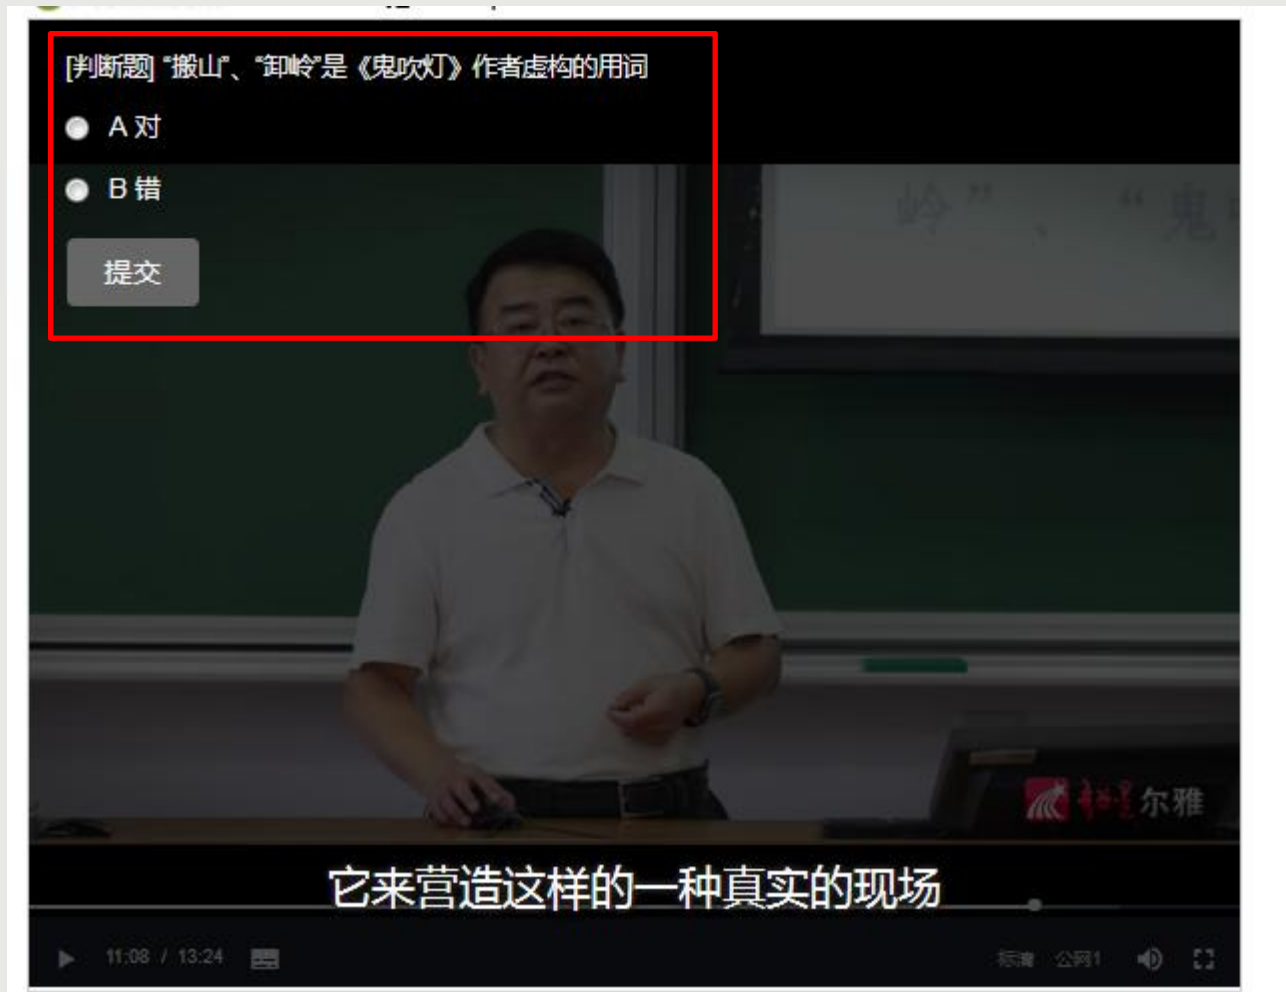 [判断题] “搬山”、“卸岭”是《鬼吹灯》作者虚构的用词
A 对
B 错
提交
岭”、“鬼
尔雅
它来营造这样的一种真实的现场
11:08 / 13:24
标清 公网1